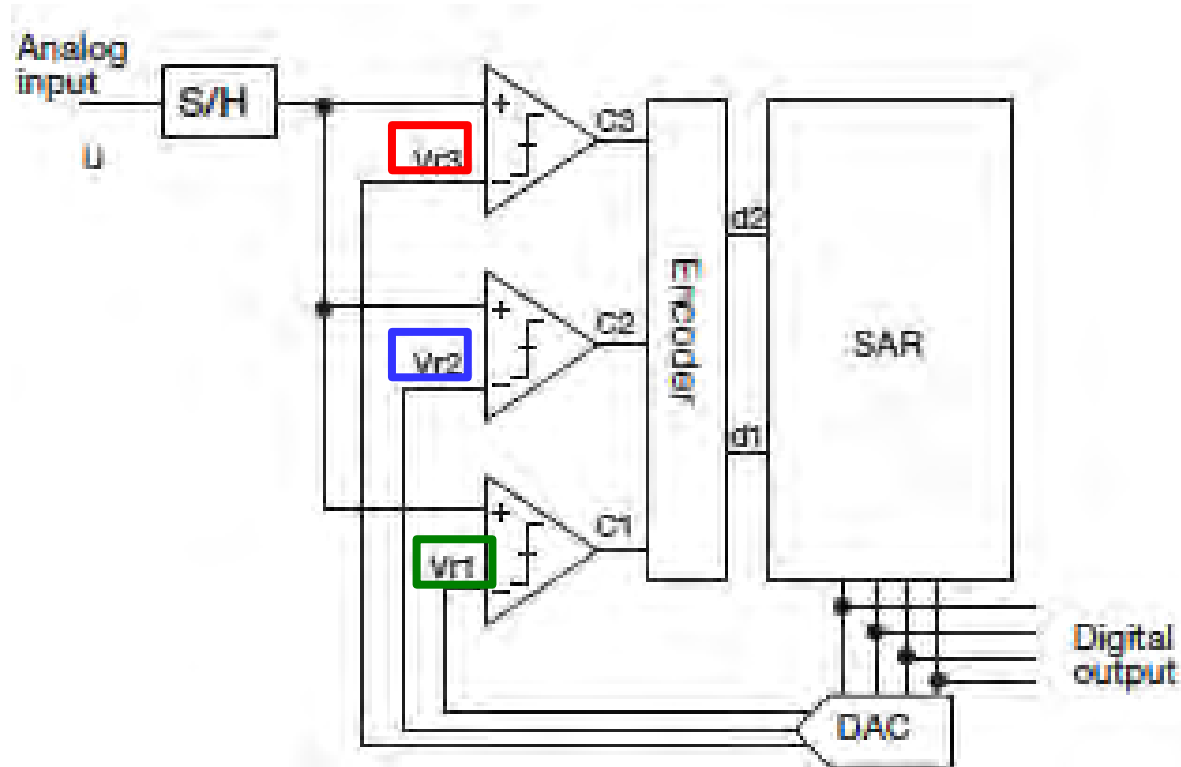 Analog
input
S/H
U
Vr3
+
-
C3
Vr2
+
-
C2
Vr1
+
-
C1
Encoder
d2
d1
SAR
Digital
output
DAC